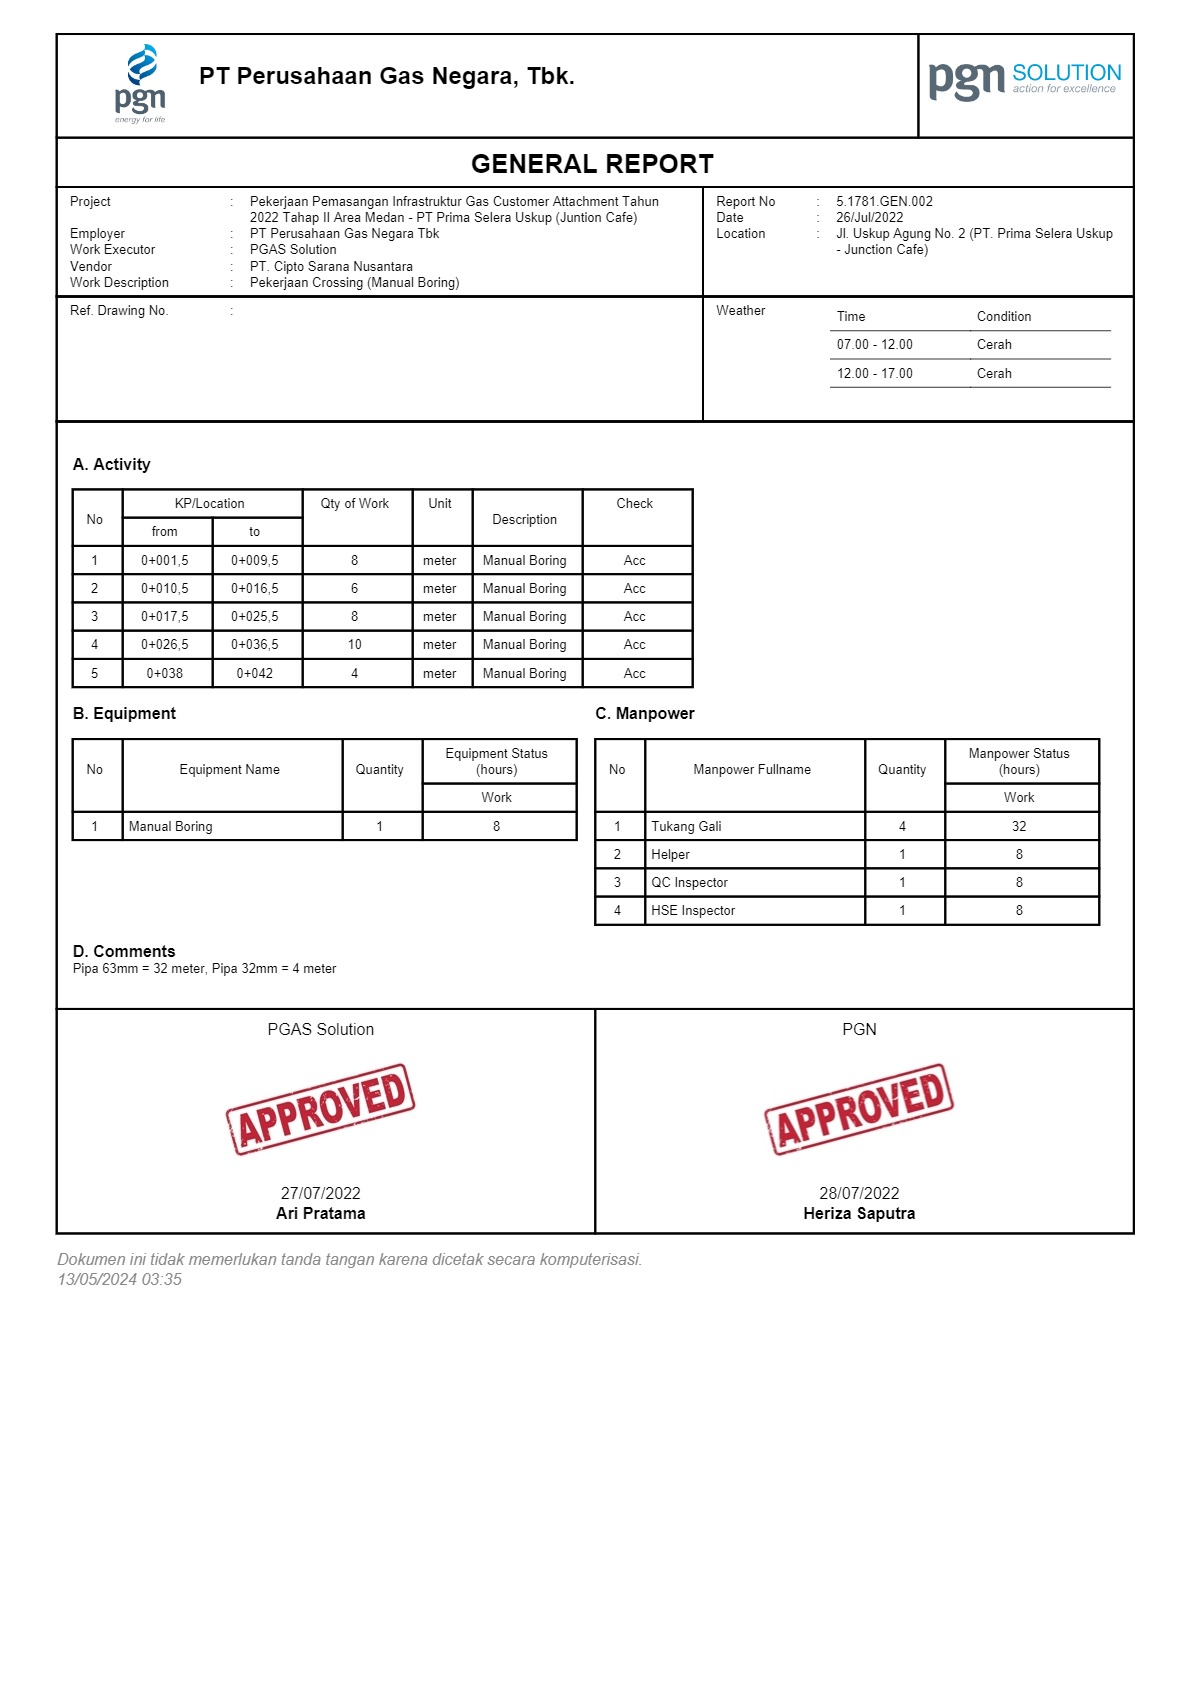 pgn
energy for life
PT Perusahaan Gas Negara, Tbk.
pgn SOLUTION
action for excellence
GENERAL REPORT
Project : Pekerjaan Pemasangan Infrastruktur Gas Customer Attachment Tahun
2022 Tahap II Area Medan - PT Prima Selera Uskup (Juntion Cafe)
Employer : PT Perusahaan Gas Negara Tbk
Work Executor : PGAS Solution
Vendor : PT. Cipto Sarana Nusantara
Work Description : Pekerjaan Crossing (Manual Boring)
Report No : 5.1781.GEN.002
Date : 26/Jul/2022
Location : Jl. Uskup Agung No. 2 (PT. Prima Selera Uskup
- Junction Cafe)
Ref. Drawing No. :
Weather
Time Condition
07.00 - 12.00 Cerah
12.00 - 17.00 Cerah
A. Activity
No KP/Location Qty of Work Unit Description Check
from to
1 0+001,5 0+009,5 8 meter Manual Boring Acc
2 0+010,5 0+016,5 6 meter Manual Boring Acc
3 0+017,5 0+025,5 8 meter Manual Boring Acc
4 0+026,5 0+036,5 10 meter Manual Boring Acc
5 0+038 0+042 4 meter Manual Boring Acc
B. Equipment
No Equipment Name Quantity Equipment Status
(hours)
Work
1 Manual Boring 1 8
C. Manpower
No Manpower Fullname Quantity Manpower Status
(hours)
Work
1 Tukang Gali 4 32
2 Helper 1 8
3 QC Inspector 1 8
4 HSE Inspector 1 8
D. Comments
Pipa 63mm = 32 meter, Pipa 32mm = 4 meter
PGAS Solution
APPROVED
27/07/2022
Ari Pratama
PGN
APPROVED
28/07/2022
Heriza Saputra
Dokumen ini tidak memerlukan tanda tangan karena dicetak secara komputerisasi.
13/05/2024 03:35